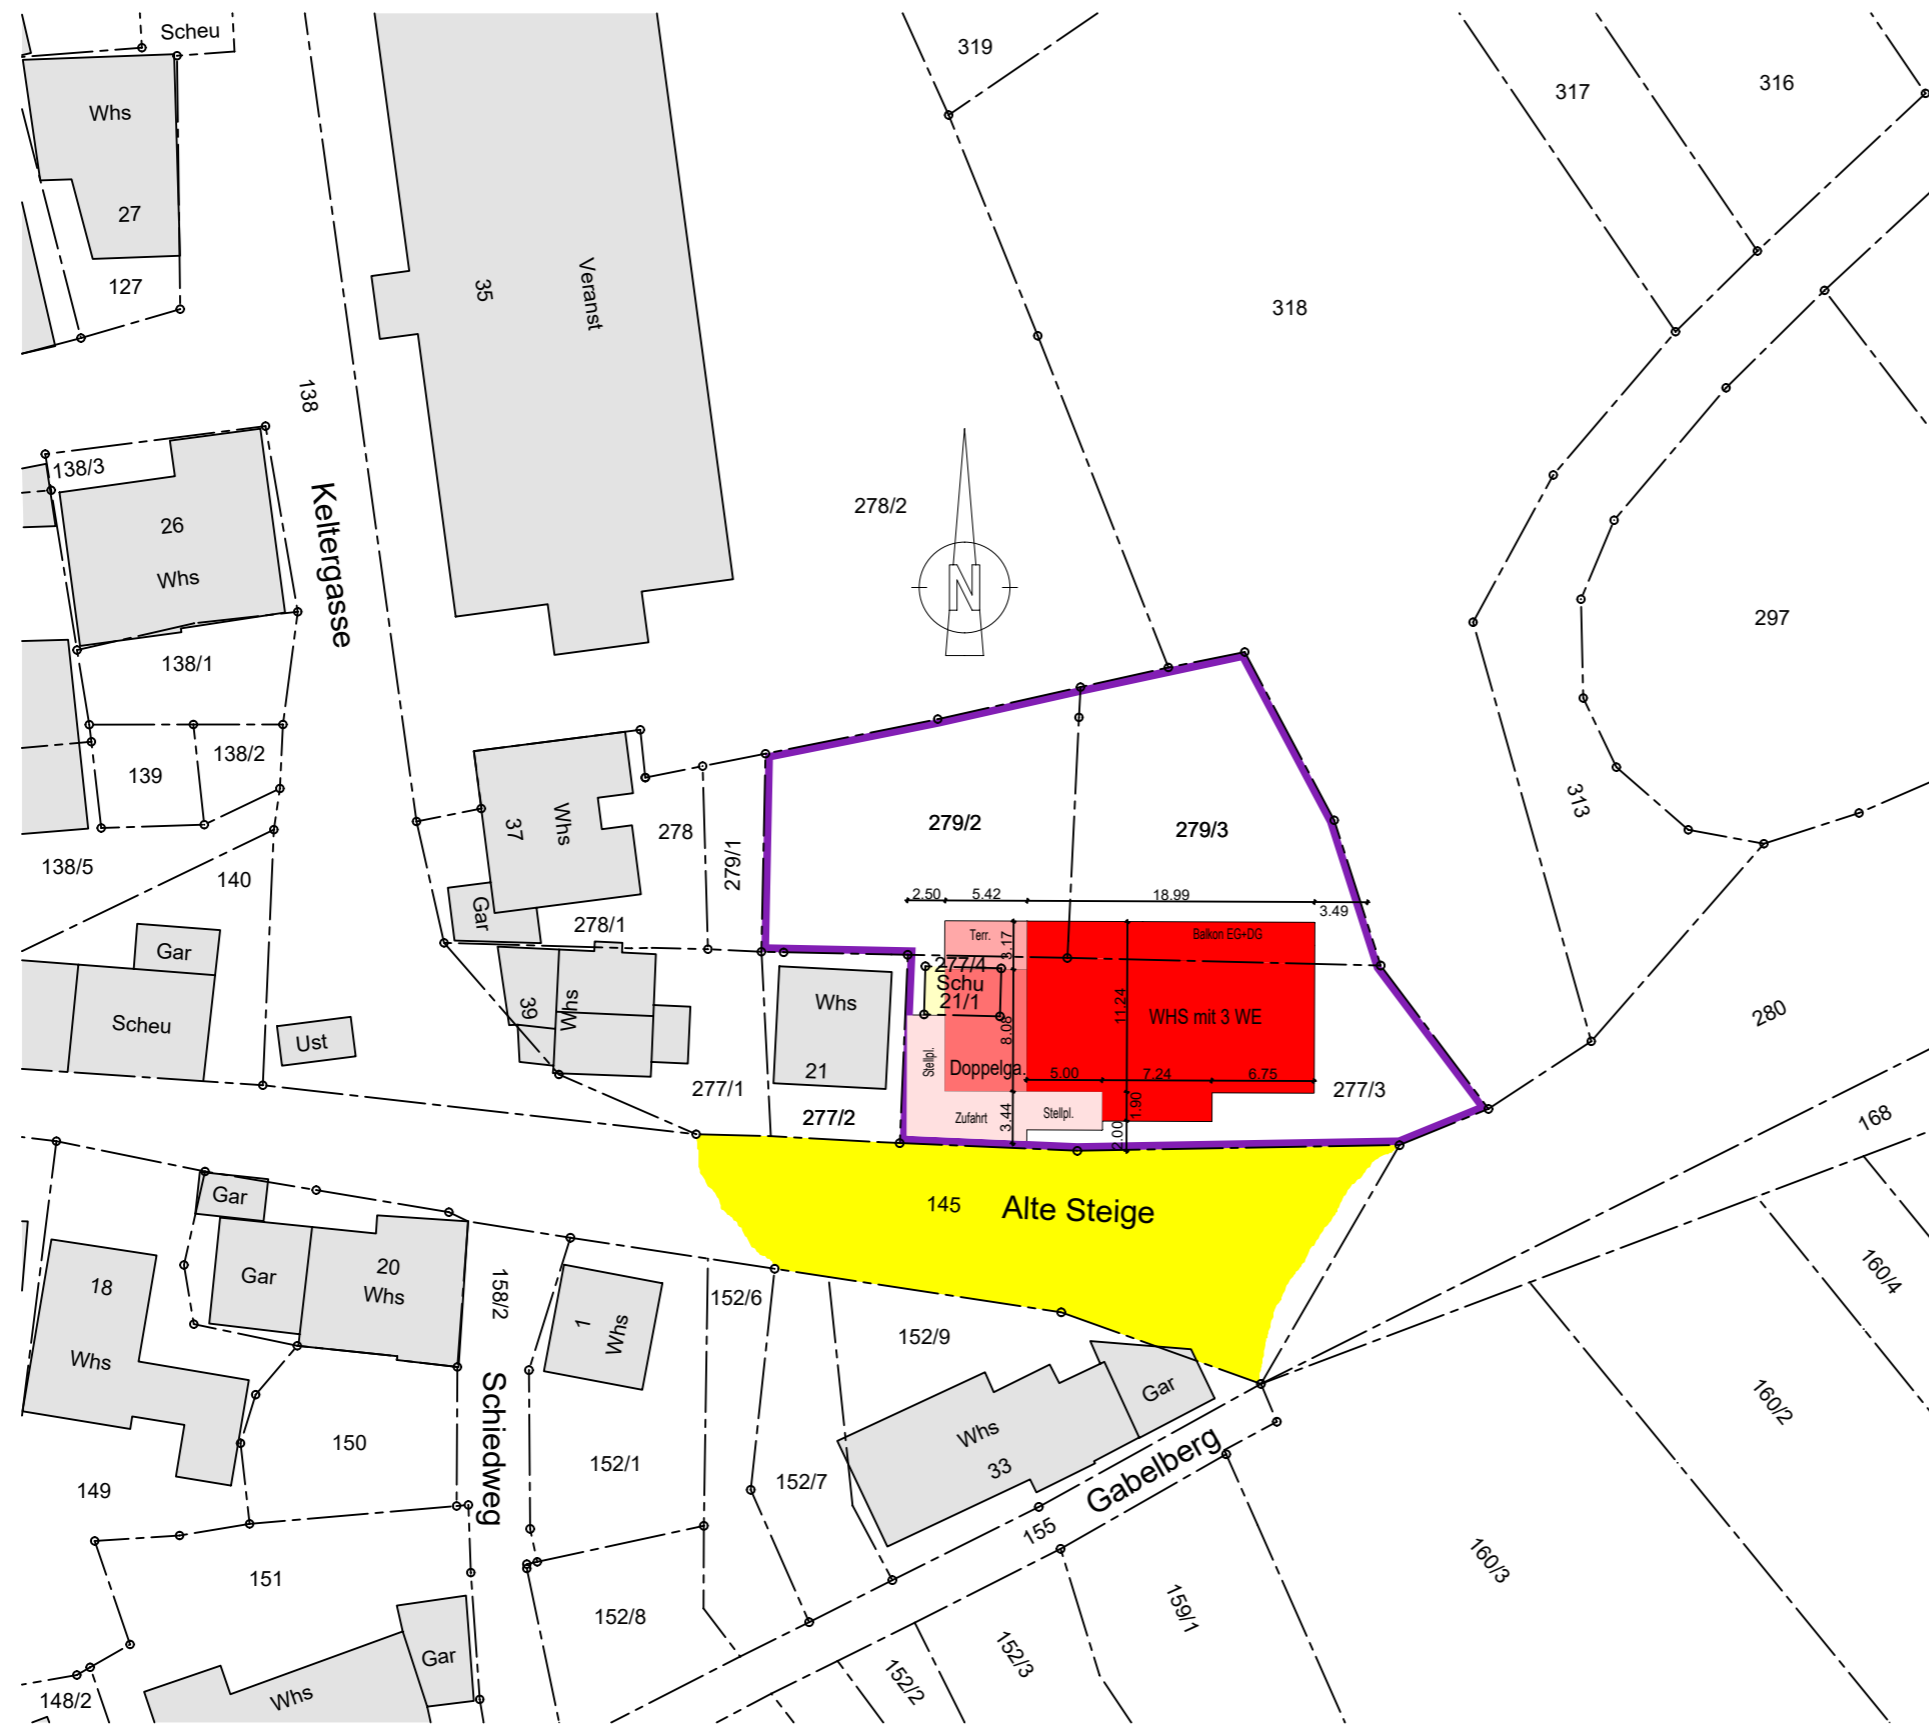 Scheu
319
317
316
Whs
27
127
35
Veranst
318
138
138/3
26
Whs
Keltergasse
278/2
N
297
138/1
138/2
139
37
Whs
278
279/1
279/2
279/3
313
138/5
140
Gar
278/1
2.50
5.42
18.99
3.49
Terr.
3.17
Balkon EG+DG
Gar
Scheu
Ust
39
Whs
Whs
21
277/4
Schu
21/1
8.08
11.24
WHS mit 3 WE
280
Stellpl.
Doppelga.
5.00
7.24
6.75
277/1
277/2
277/3
Zufahrt
3.44
Stellpl.
1.90
2.00
168
145
Alte Steige
Gar
Gar
20
Whs
18
Whs
158/2
1
Whs
152/6
152/9
160/4
Schiedweg
Gar
Whs
33
160/2
150
149
152/1
152/7
Gabelberg
155
160/3
151
152/8
159/1
152/3
152/2
Gar
Whs
148/2